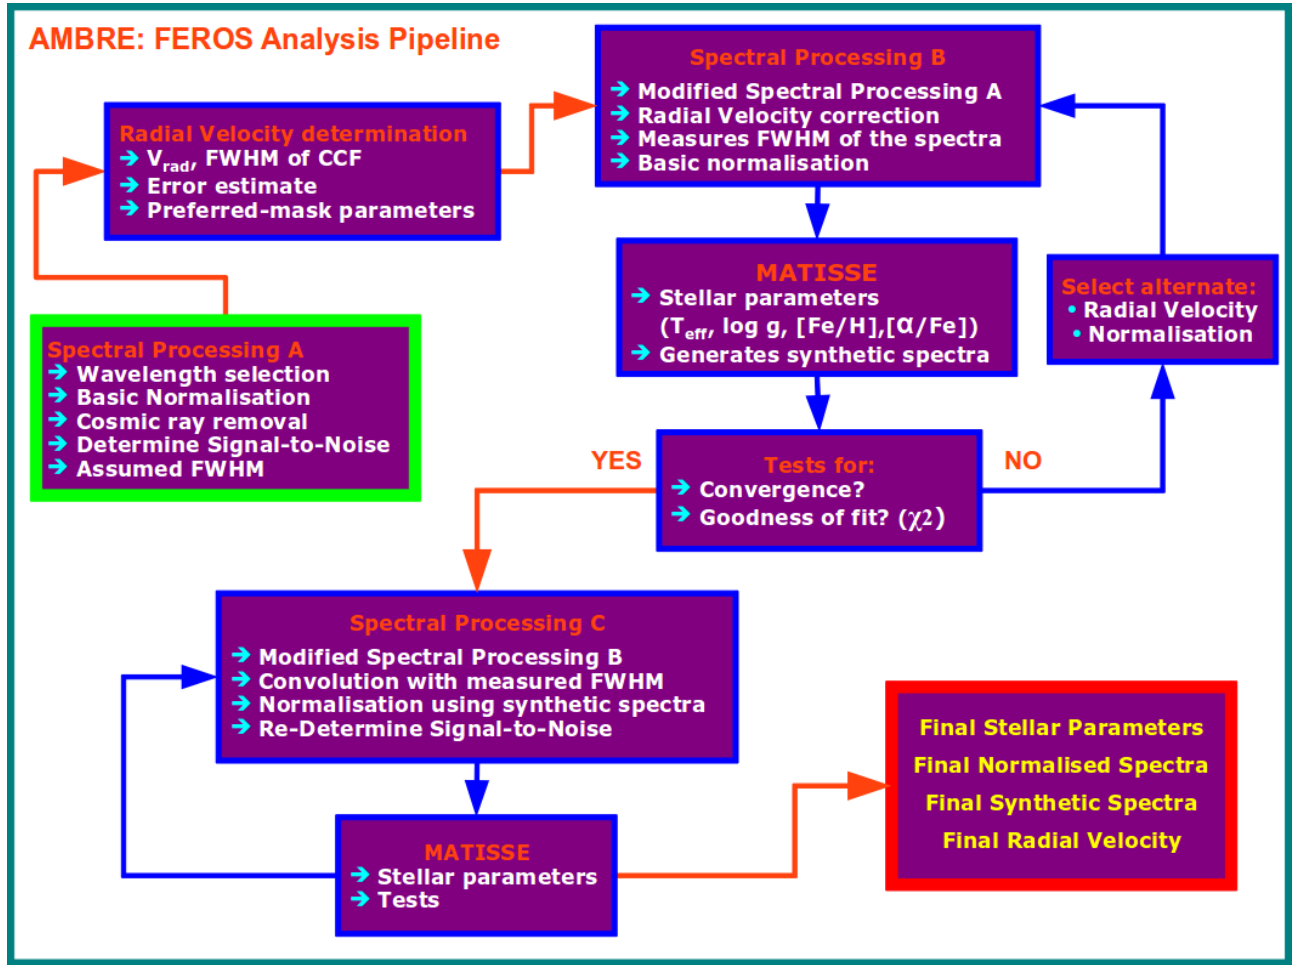 AMBRE: FEROS Analysis Pipeline
Spectral Processing B
Modified Spectral Processing A
Radial Velocity correction
Measures FWHM of the spectra
Basic normalisation
Radial Velocity determination
Vrad, FWHM of CCF
Error estimate
Preferred-mask parameters
MATISSE
Stellar parameters
(Teff, log g, [Fe/H],[α/Fe])
Generates synthetic spectra
Select alternate:
• Radial Velocity
• Normalisation
Spectral Processing A
Wavelength selection
Basic Normalisation
Cosmic ray removal
Determine Signal-to-Noise
Assumed FWHM
YES
Tests for:
Convergence?
Goodness of fit? (χ2)
NO
Spectral Processing C
Modified Spectral Processing B
Convolution with measured FWHM
Normalisation using synthetic spectra
Re-Determine Signal-to-Noise
MATISSE
Stellar parameters
Tests
Final Stellar Parameters
Final Normalised Spectra
Final Synthetic Spectra
Final Radial Velocity